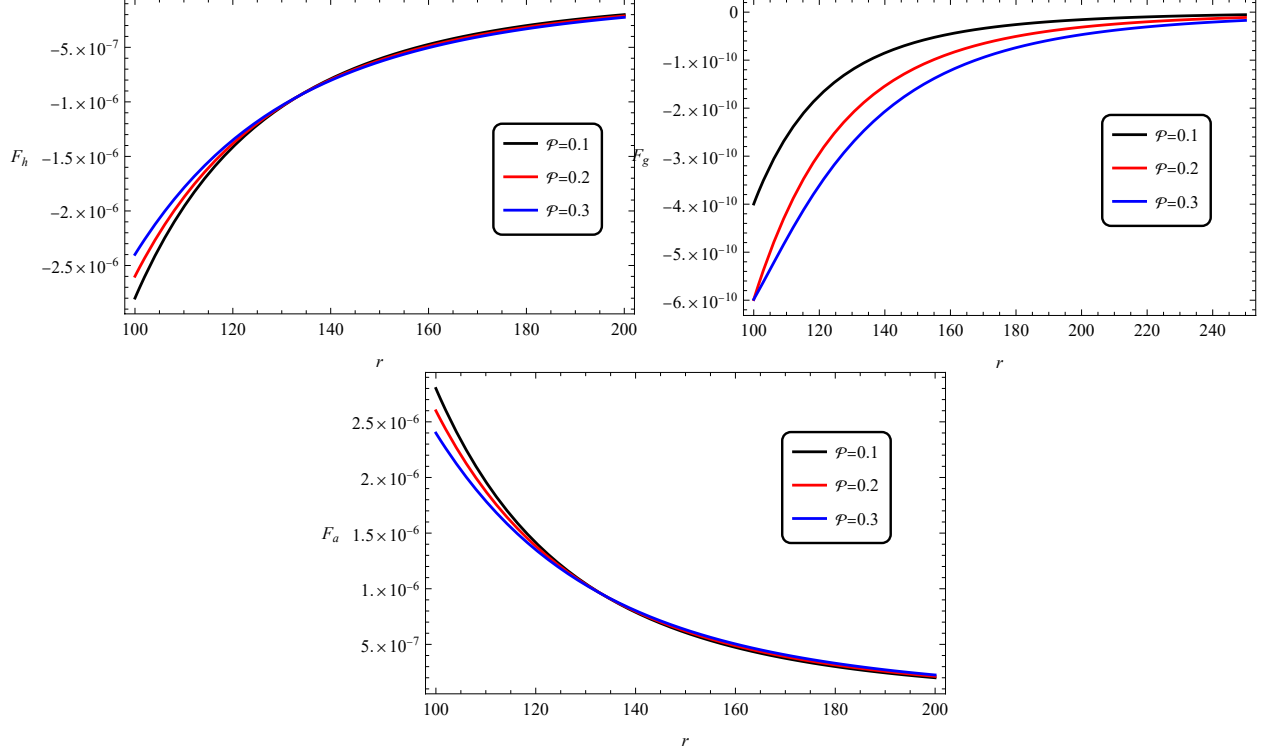 -5.×10⁻⁷
-1.×10⁻⁶
F_h -1.5×10⁻⁶
-2.×10⁻⁶
-2.5×10⁻⁶
100 120 140 160 180 200
r
𝒫=0.1
𝒫=0.2
𝒫=0.3
0
-1.×10⁻¹⁰
-2.×10⁻¹⁰
F_g -3.×10⁻¹⁰
-4.×10⁻¹⁰
-5.×10⁻¹⁰
-6.×10⁻¹⁰
100 120 140 160 180 200 220 240
r
𝒫=0.1
𝒫=0.2
𝒫=0.3
2.5×10⁻⁶
2.×10⁻⁶
F_a 1.5×10⁻⁶
1.×10⁻⁶
5.×10⁻⁷
100 120 140 160 180 200
r
𝒫=0.1
𝒫=0.2
𝒫=0.3